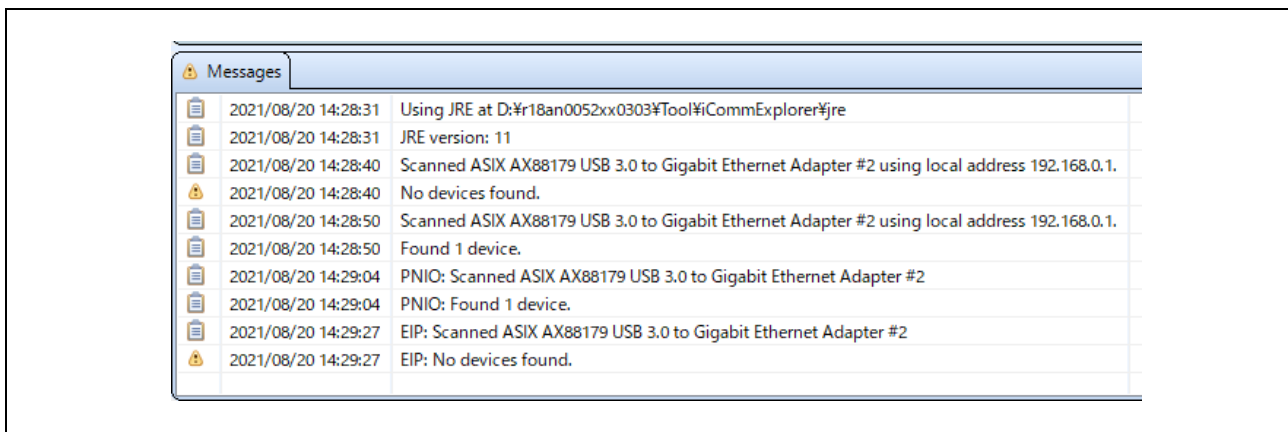 Messages
2021/08/20 14:28:31 Using JRE at D:¥r18an0052xx0303¥Tool¥iCommExplorer¥jre
2021/08/20 14:28:31 JRE version: 11
2021/08/20 14:28:40 Scanned ASIX AX88179 USB 3.0 to Gigabit Ethernet Adapter #2 using local address 192.168.0.1.
2021/08/20 14:28:40 No devices found.
2021/08/20 14:28:50 Scanned ASIX AX88179 USB 3.0 to Gigabit Ethernet Adapter #2 using local address 192.168.0.1.
2021/08/20 14:28:50 Found 1 device.
2021/08/20 14:29:04 PNIO: Scanned ASIX AX88179 USB 3.0 to Gigabit Ethernet Adapter #2
2021/08/20 14:29:04 PNIO: Found 1 device.
2021/08/20 14:29:27 EIP: Scanned ASIX AX88179 USB 3.0 to Gigabit Ethernet Adapter #2
2021/08/20 14:29:27 EIP: No devices found.